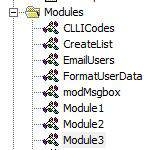 Modules
CLLICodes
CreateList
EmailUsers
FormatUserData
modMsgbox
Module1
Module2
Module3